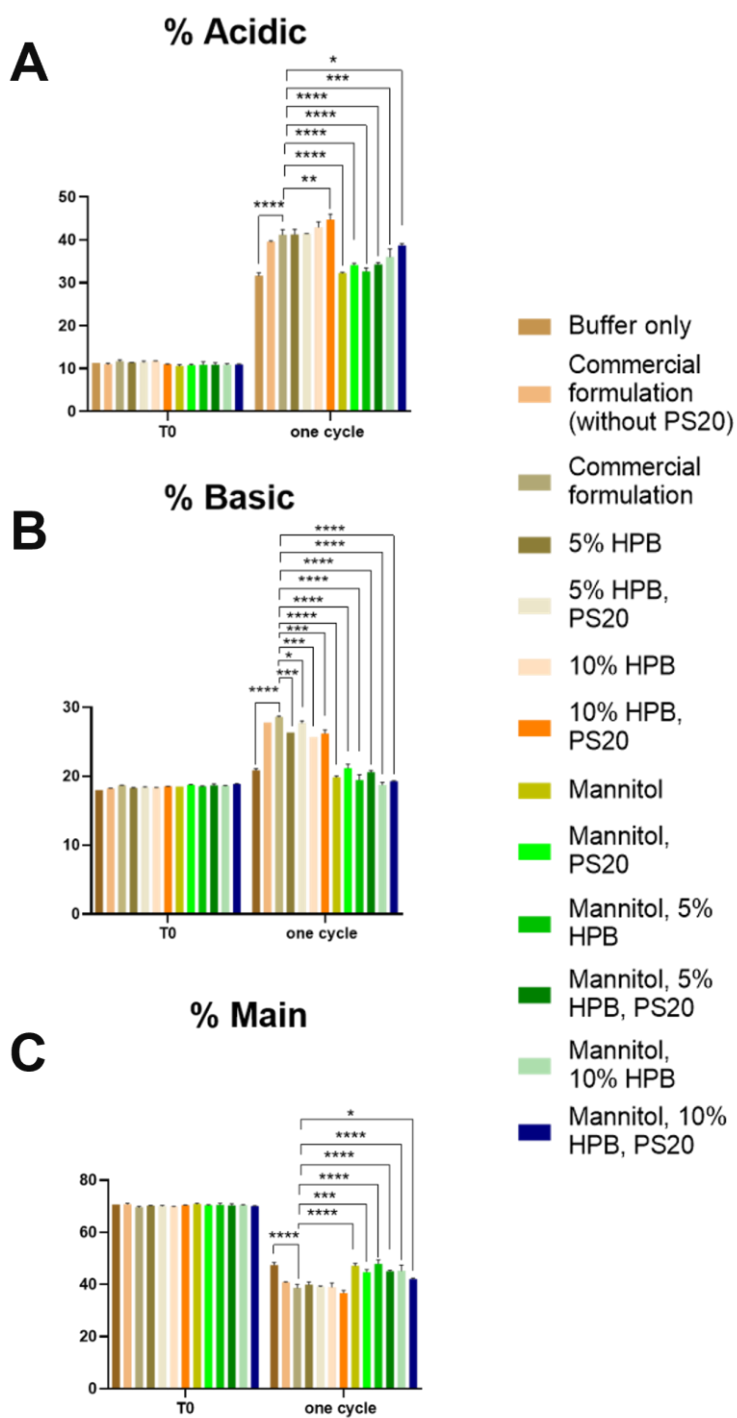 % Acidic
A
*
***
****
****
****
****
**
****
50
40
30
20
10
0
T0
one cycle
% Basic
B
****
****
****
****
****
****
***
***
*
***
****
30
20
10
0
T0
one cycle
% Main
C
*
****
****
****
***
****
****
80
60
40
20
0
T0
one cycle
Buffer only
Commercial
formulation
(without PS20)
Commercial
formulation
5% HPB
5% HPB,
PS20
10% HPB
10% HPB,
PS20
Mannitol
Mannitol,
PS20
Mannitol, 5%
HPB
Mannitol, 5%
HPB, PS20
Mannitol,
10% HPB
Mannitol, 10%
HPB, PS20